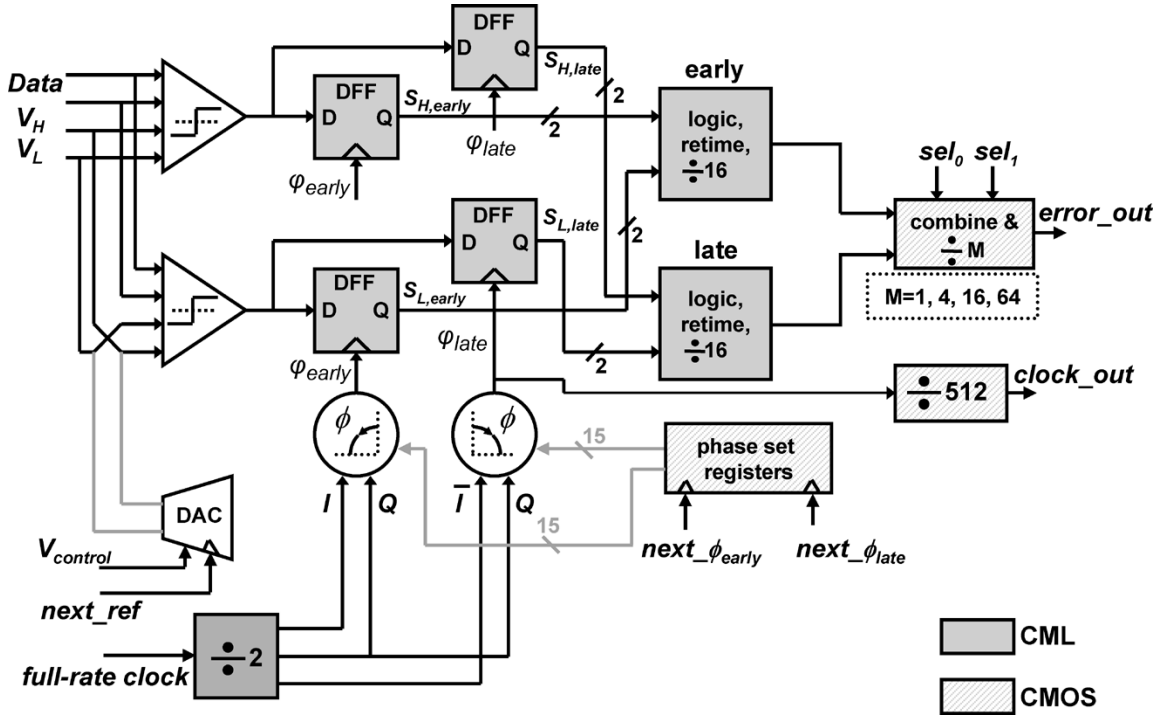 DFF
D Q
S_H,late
2
φ_late
Data
V_H
V_L
DFF
D Q
S_H,early
2
φ_early
early
logic,
retime,
÷16
sel_0 sel_1
combine &
÷ M
error_out
M=1, 4, 16, 64
DFF
D Q
S_L,late
2
late
logic,
retime,
÷16
DFF
D Q
S_L,early
2
φ_late
φ_early
÷ 512
clock_out
ϕ
ϕ
15
phase set
registers
I Q
I̅ Q
15
next_ϕ_early
next_ϕ_late
DAC
V_control
next_ref
full-rate clock
÷ 2
CML
CMOS